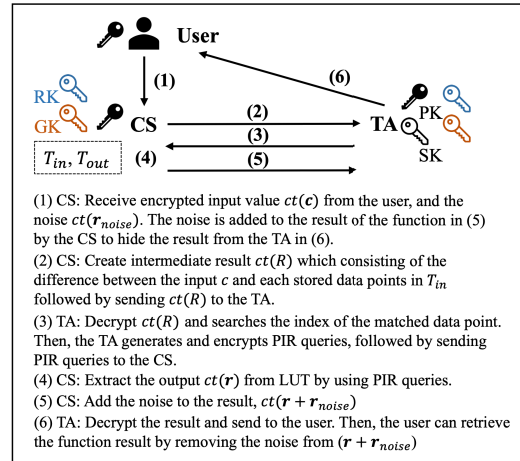 User
(1)
(6)
RK
GK
CS
(2)
(3)
TA
PK
SK
T_in, T_out
(4)
(5)
(1) CS: Receive encrypted input value ct(c) from the user, and the
noise ct(r_noise). The noise is added to the result of the function in (5)
by the CS to hide the result from the TA in (6).
(2) CS: Create intermediate result ct(R) which consisting of the
difference between the input c and each stored data points in T_in
followed by sending ct(R) to the TA.
(3) TA: Decrypt ct(R) and searches the index of the matched data point.
Then, the TA generates and encrypts PIR queries, followed by sending
PIR queries to the CS.
(4) CS: Extract the output ct(r) from LUT by using PIR queries.
(5) CS: Add the noise to the result, ct(r + r_noise)
(6) TA: Decrypt the result and send to the user. Then, the user can retrieve
the function result by removing the noise from (r + r_noise)